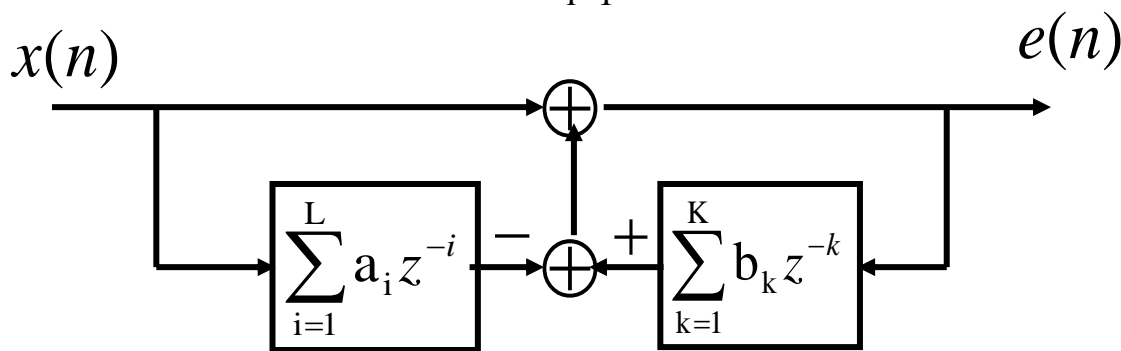 x(n)
e(n)
L
∑ a_i z^{-i}
i=1
−
+
K
∑ b_k z^{-k}
k=1